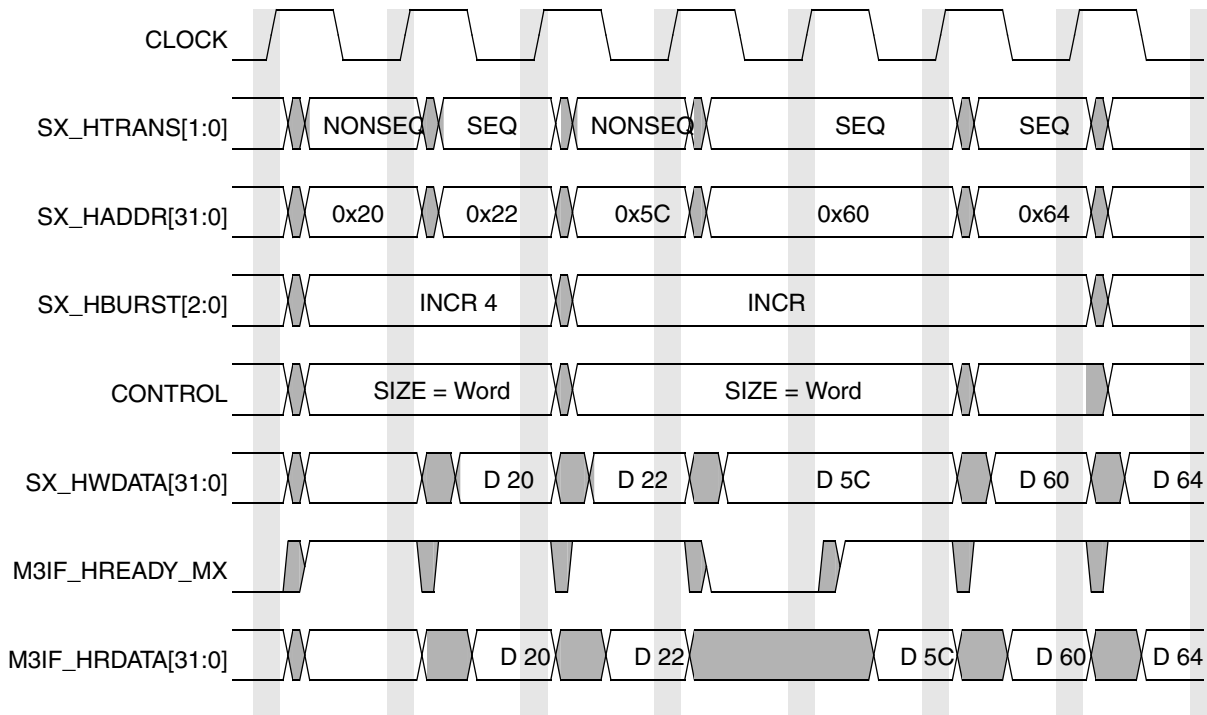 CLOCK
SX_HTRANS[1:0] NONSEQ SEQ NONSEQ SEQ SEQ
SX_HADDR[31:0] 0x20 0x22 0x5C 0x60 0x64
SX_HBURST[2:0] INCR 4 INCR
CONTROL SIZE = Word SIZE = Word
SX_HWDATA[31:0] D 20 D 22 D 5C D 60 D 64
M3IF_HREADY_MX
M3IF_HRDATA[31:0] D 20 D 22 D 5C D 60 D 64